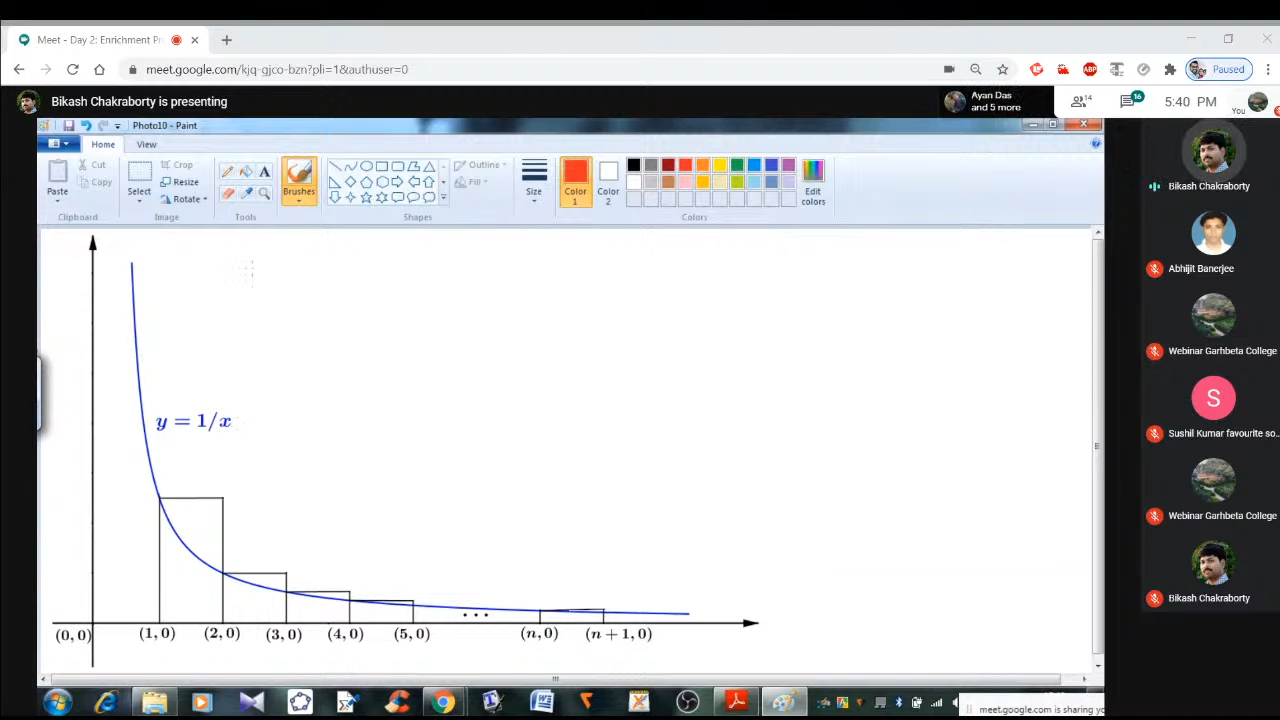 Meet - Day 2: Enrichment Pr
meet.google.com/kjq-gjco-bzn?pli=1&authuser=0
ABP
Paused
Bikash Chakraborty is presenting
Ayan Das
and 5 more
14
16
5:40 PM
You
Photo10 - Paint
Home
View
Paste
Cut
Copy
Clipboard
Select
Crop
Resize
Rotate
Image
A
Tools
Brushes
Outline
Fill
Shapes
Size
Color
1
Color
2
Edit
colors
Colors
Bikash Chakraborty
Abhijit Banerjee
Webinar Garhbeta College
S
Sushil Kumar favourite so...
Webinar Garhbeta College
Bikash Chakraborty
y = 1/x
...
(0, 0)
(1, 0)
(2, 0)
(3, 0)
(4, 0)
(5, 0)
(n, 0)
(n + 1, 0)
meet.google.com is sharing yo